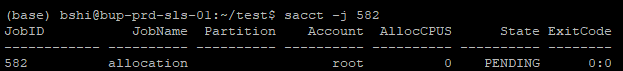 (base) bshi@bup-prd-sls-01:~/test$ sacct -j 582
JobID           JobName  Partition    Account  AllocCPUS      State ExitCode
------------ ---------- ---------- ---------- ---------- ---------- --------
582          allocation                  root          0    PENDING      0:0